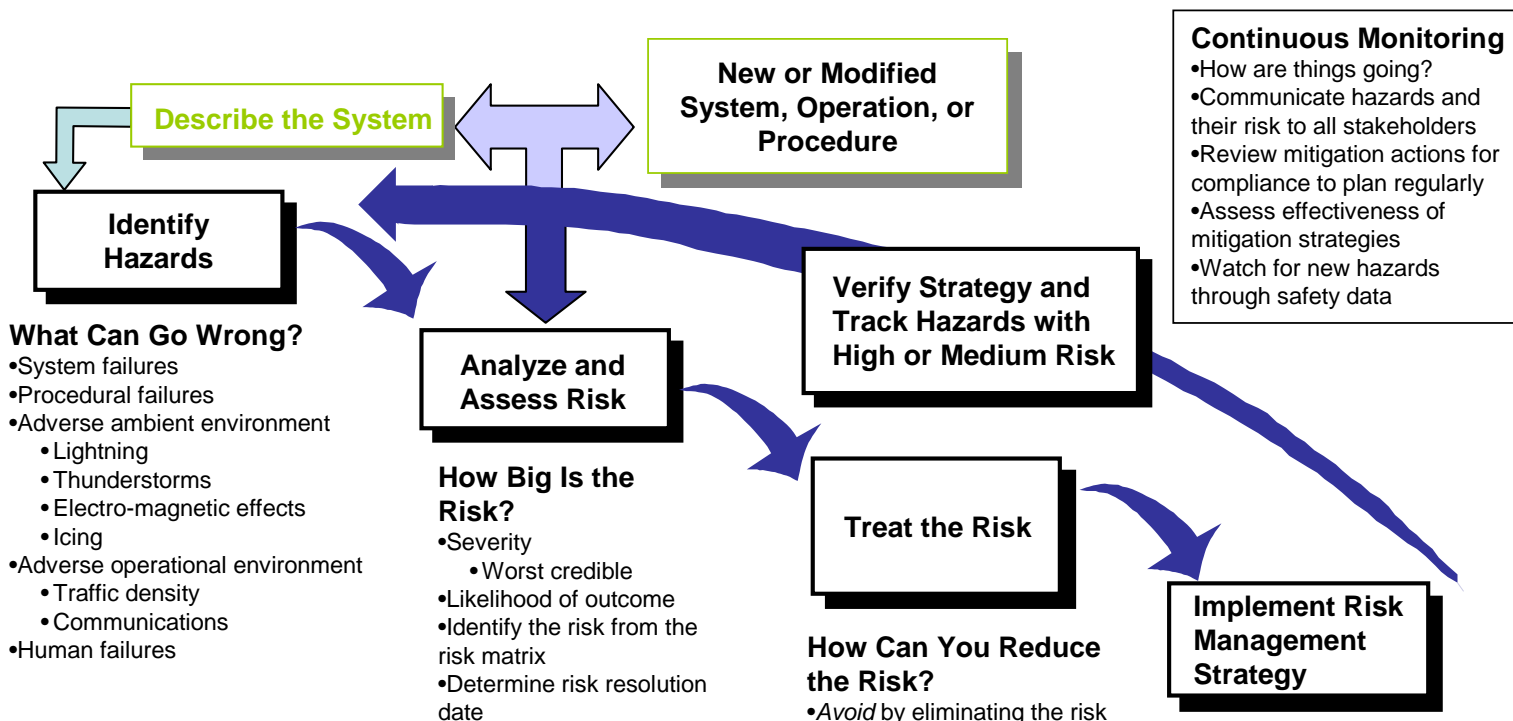 Describe the System
New or Modified
System, Operation, or
Procedure
Continuous Monitoring
•How are things going?
•Communicate hazards and
their risk to all stakeholders
•Review mitigation actions for
compliance to plan regularly
•Assess effectiveness of
mitigation strategies
•Watch for new hazards
through safety data
Identify
Hazards
What Can Go Wrong?
•System failures
•Procedural failures
•Adverse ambient environment
•Lightning
•Thunderstorms
•Electro-magnetic effects
•Icing
•Adverse operational environment
•Traffic density
•Communications
•Human failures
Analyze and
Assess Risk
How Big Is the
Risk?
•Severity
•Worst credible
•Likelihood of outcome
•Identify the risk from the
risk matrix
•Determine risk resolution
date
Verify Strategy and
Track Hazards with
High or Medium Risk
Treat the Risk
How Can You Reduce
the Risk?
•Avoid by eliminating the risk
Implement Risk
Management
Strategy